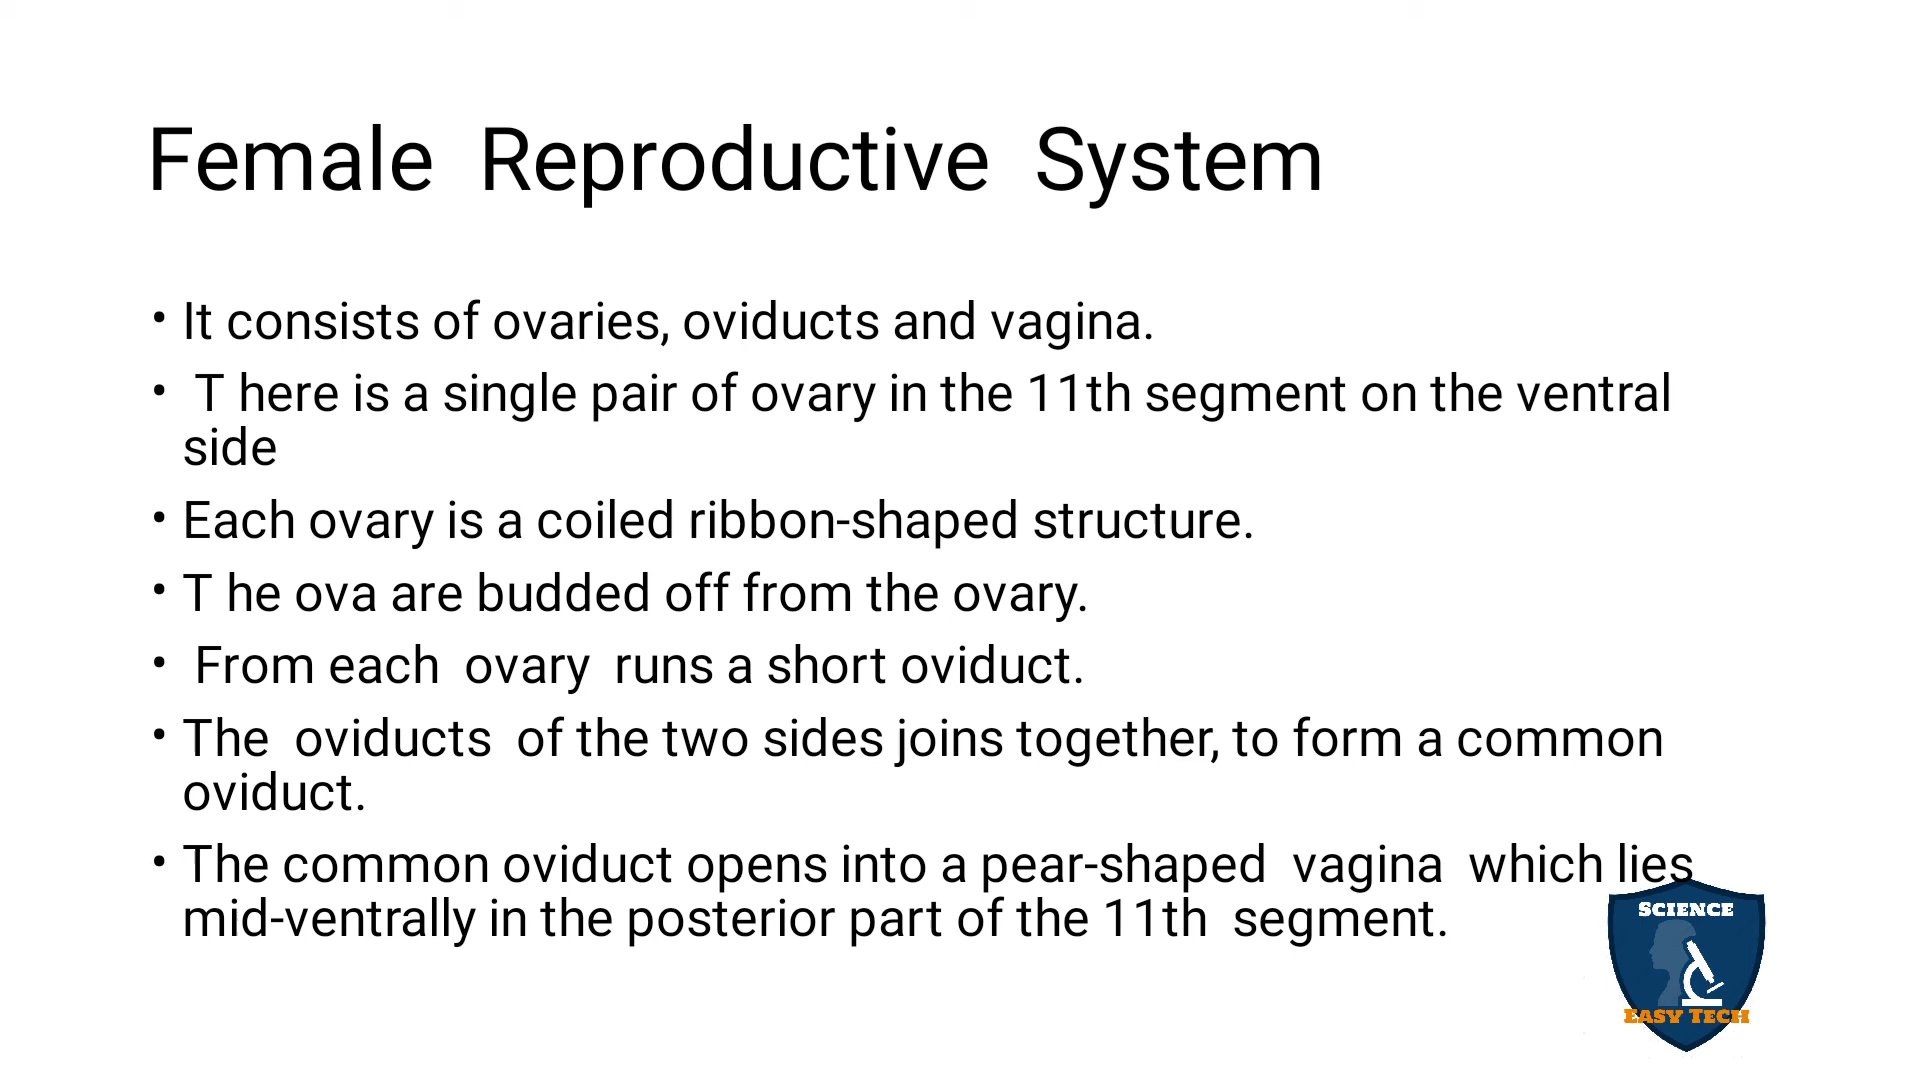 Female Reproductive System
• It consists of ovaries, oviducts and vagina.
• T here is a single pair of ovary in the 11th segment on the ventral
side
• Each ovary is a coiled ribbon-shaped structure.
• T he ova are budded off from the ovary.
• From each ovary runs a short oviduct.
• The oviducts of the two sides joins together, to form a common
oviduct.
• The common oviduct opens into a pear-shaped vagina which lies
mid-ventrally in the posterior part of the 11th segment.
SCIENCE
EASY TECH